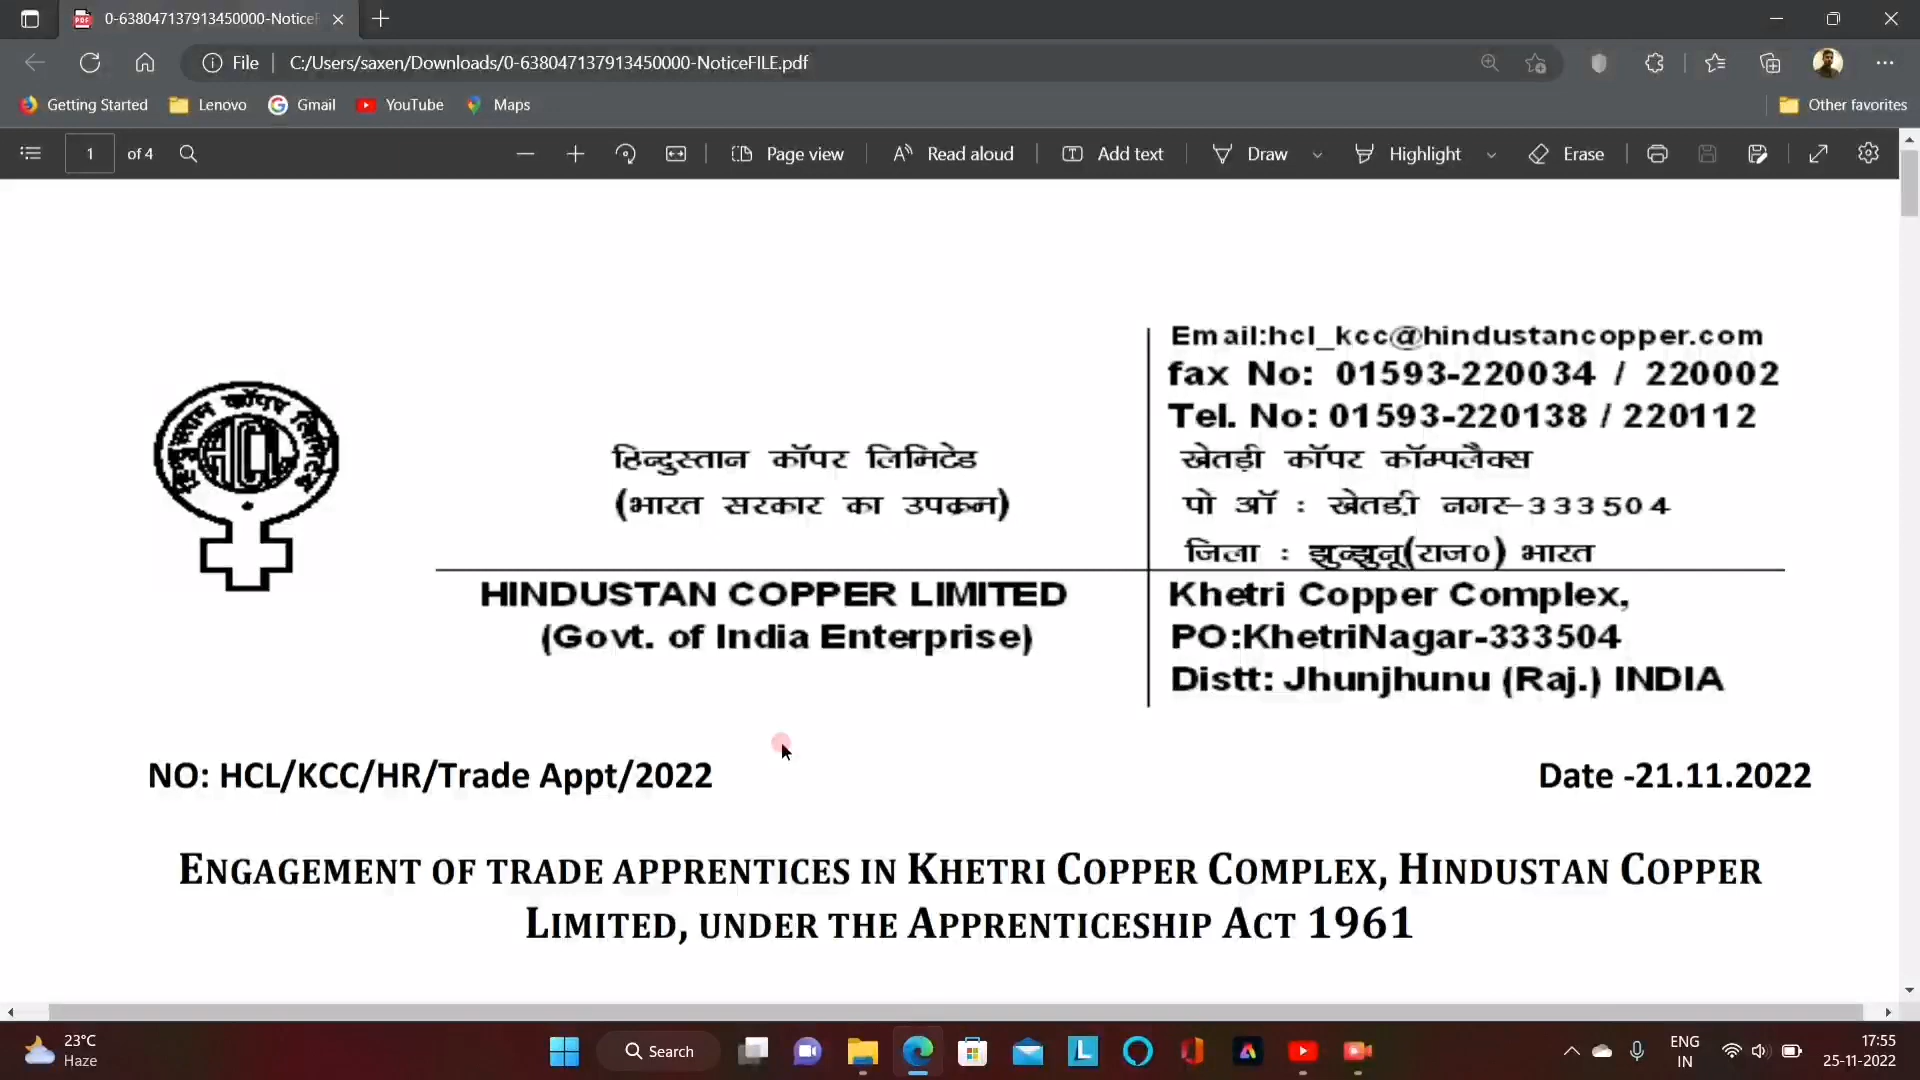 0-638047137913450000-NoticeF
File C:/Users/saxen/Downloads/0-638047137913450000-NoticeFILE.pdf
Getting Started Lenovo Gmail YouTube Maps Other favorites
1 of 4 Page view Read aloud Add text Draw Highlight Erase
Email:hcl_kcc@hindustancopper.com
fax No: 01593-220034 / 220002
Tel. No: 01593-220138 / 220112
हिन्दुस्तान कॉपर लिमिटेड
(भारत सरकार का उपक्रम)
खेतड़ी कॉपर कॉम्पलैक्स
पो ऑ : खेतड़ी नगर-333504
जिला : झुन्झुनू(राज0) भारत
हिन्दुस्तान कॉपर लिमिटेड
HCL
HINDUSTAN COPPER LIMITED
(Govt. of India Enterprise)
Khetri Copper Complex,
PO:KhetriNagar-333504
Distt: Jhunjhunu (Raj.) INDIA
NO: HCL/KCC/HR/Trade Appt/2022 Date -21.11.2022
ENGAGEMENT OF TRADE APPRENTICES IN KHETRI COPPER COMPLEX, HINDUSTAN COPPER
LIMITED, UNDER THE APPRENTICESHIP ACT 1961
23°C
Haze
Search
ENG
IN
17:55
25-11-2022